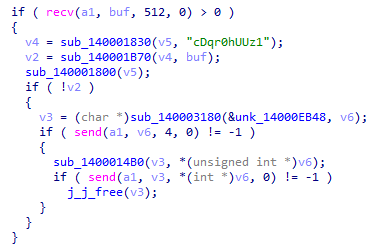 if ( recv(a1, buf, 512, 0) > 0 )
{
v4 = sub_140001830(v5, "cDqr0hUUz1");
v2 = sub_140001B70(v4, buf);
sub_140001800(v5);
if ( !v2 )
{
v3 = (char *)sub_140003180(&unk_14000EB48, v6);
if ( send(a1, v6, 4, 0) != -1 )
{
sub_1400014B0(v3, *(unsigned int *)v6);
if ( send(a1, v3, *(int *)v6, 0) != -1 )
j_j_free(v3);
}
}
}